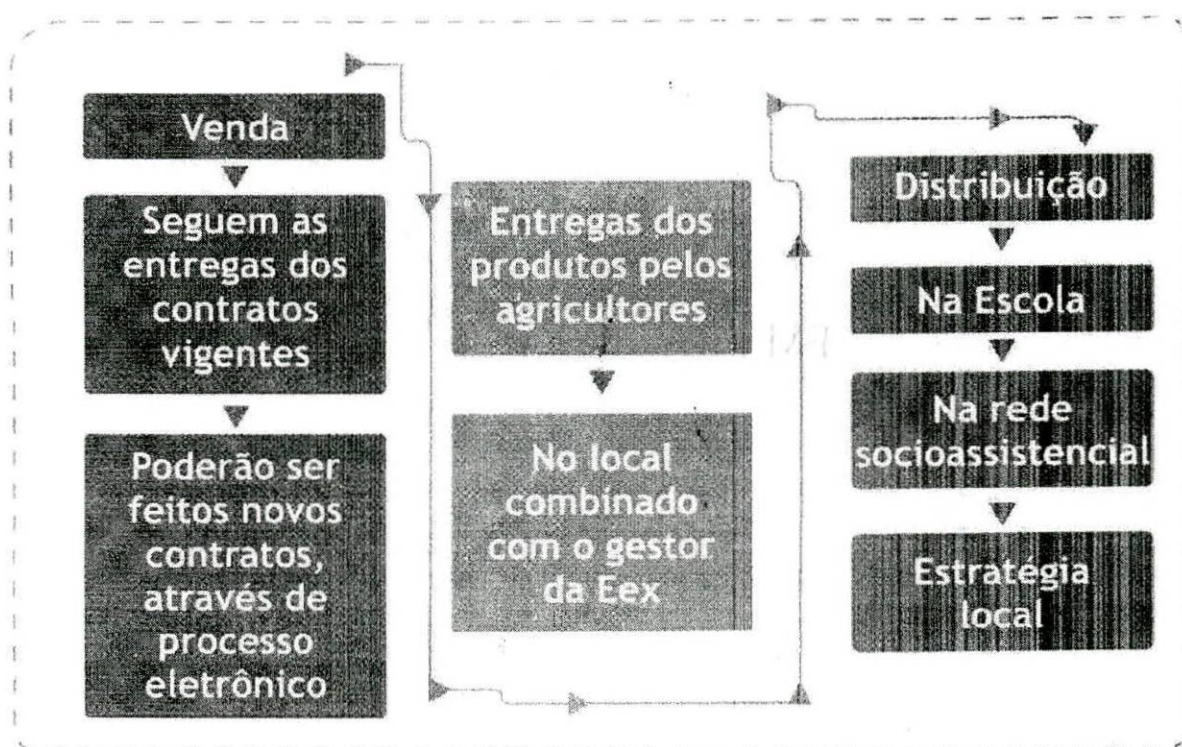 Venda
Seguem as
entregas dos
contratos
vigentes
Poderão ser
feitos novos
contratos,
através de
processo
eletrônico
Entregas dos
produtos pelos
agricultores
No local
combinado
com o gestor
da Eex
Distribuição
Na Escola
Na rede
socioassistencial
Estratégia
local